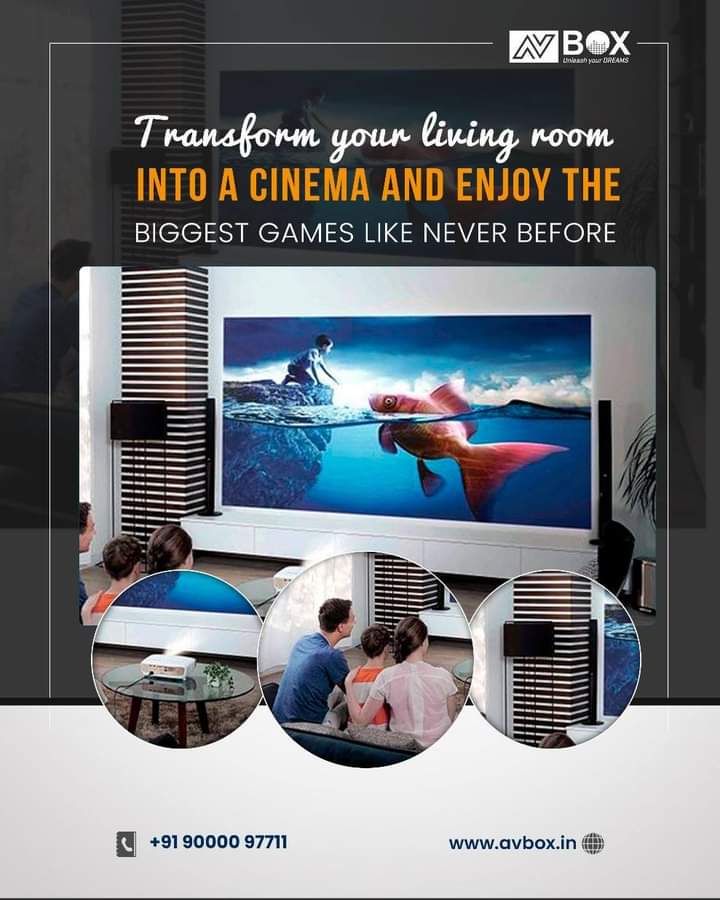 AV BOX
Unleash your DREAMS
Transform your living room
INTO A CINEMA AND ENJOY THE
BIGGEST GAMES LIKE NEVER BEFORE
+91 90000 97711
www.avbox.in